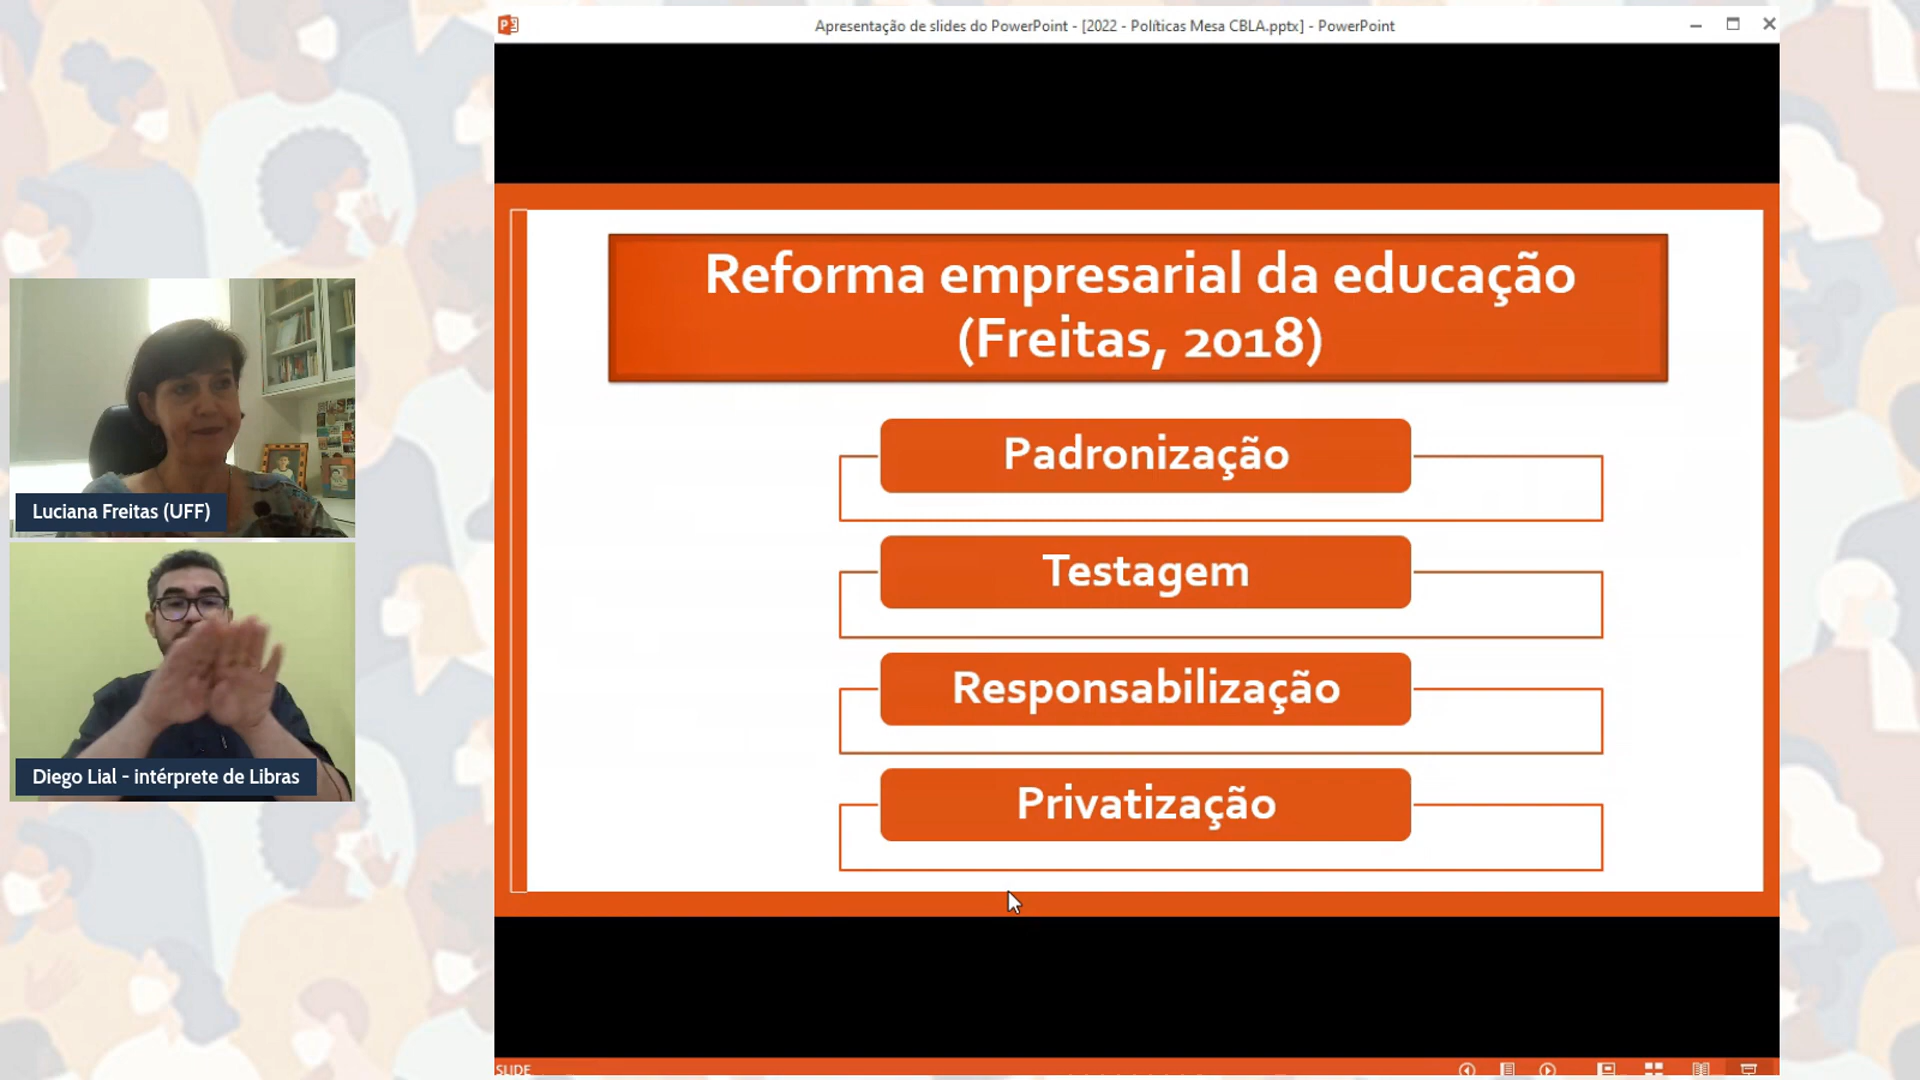 Apresentação de slides do PowerPoint - [2022 - Políticas Mesa CBLA.pptx] - PowerPoint
Reforma empresarial da educação
(Freitas, 2018)
Padronização
Testagem
Responsabilização
Privatização
Luciana Freitas (UFF)
Diego Lial - intérprete de Libras
SLIDE